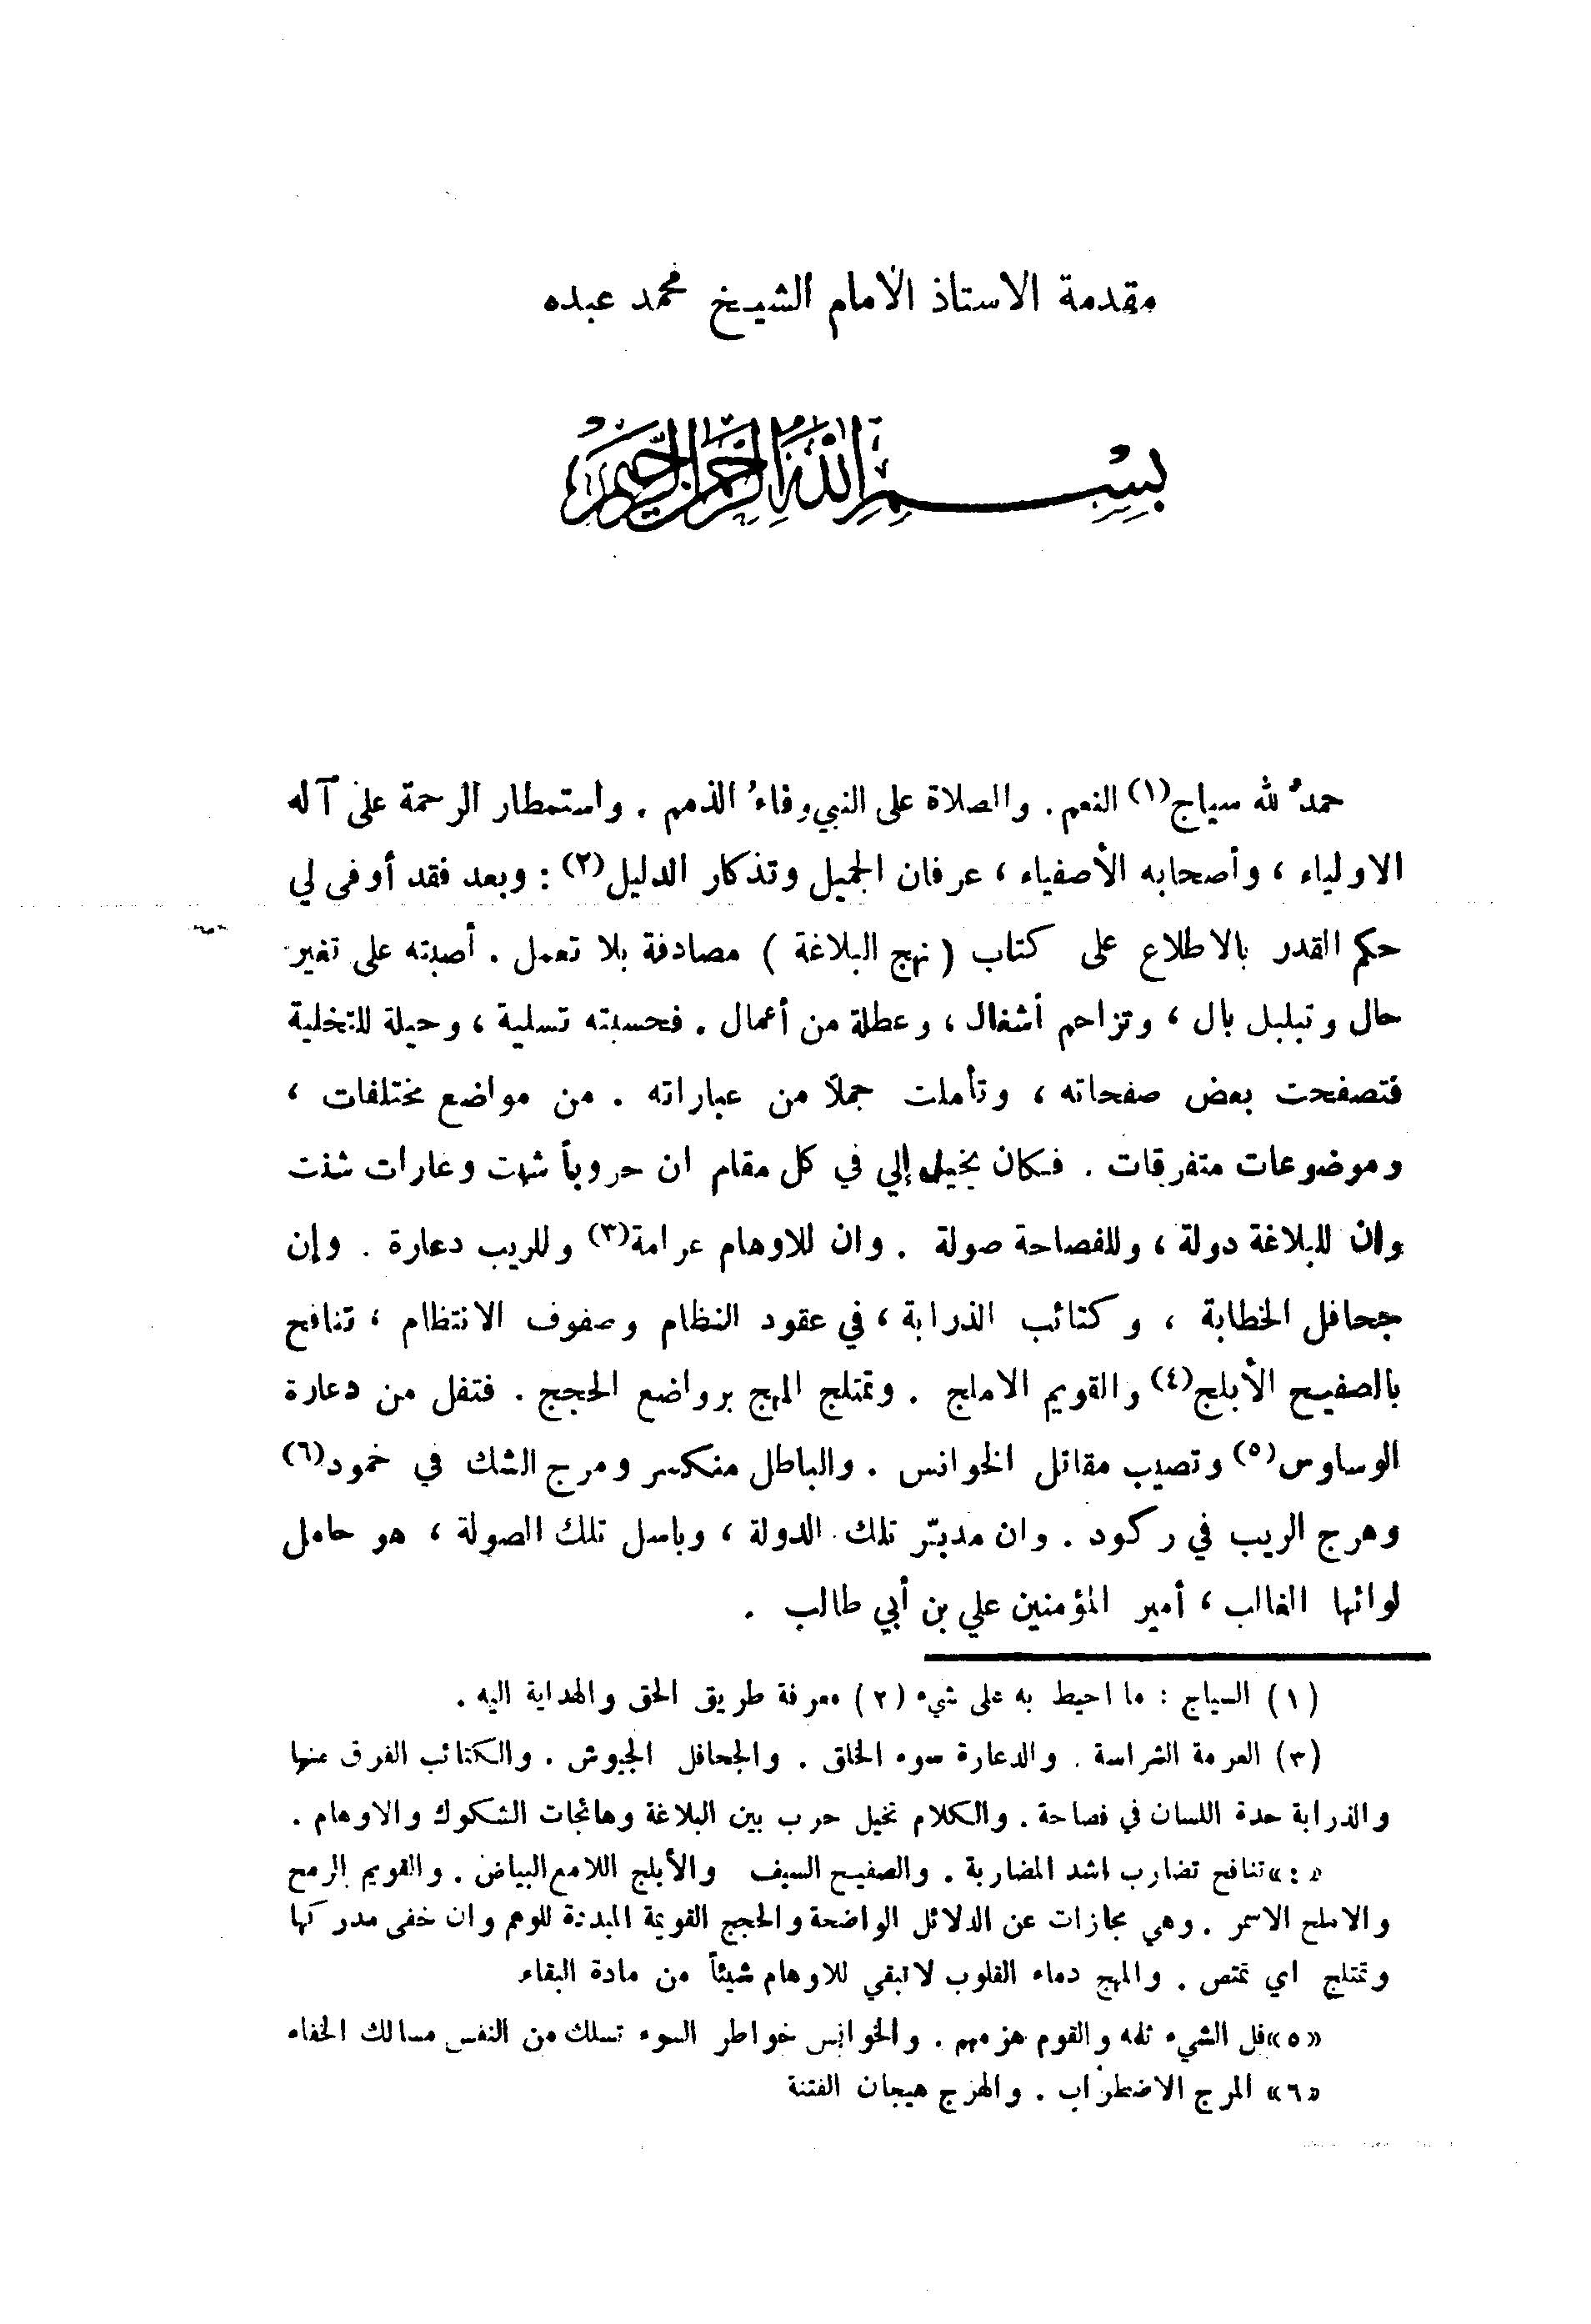 مقدمة الاستاذ الامام الشيخ محمد عبده
بِسْمِ اللهِ الرَّحْمنِ الرَّحِيمِ
حمدُ لله سياج(١) النعم . والصلاة على النبي وفاءُ الذمم . واستمطار الرحمة على آله
الاولياء ، وأصحابه الأصفياء ، عرفان الجميل وتذكار الدليل(٢) : وبعد فقد أوفى لي
حكم القدر بالاطلاع على كتاب ( نهج البلاغة ) مصادفة بلا تعمل . أصبته على تغير
حال وتبلبل بال ، وتزاحم أشغال ، وعطلة من أعمال . فحسبته تسلية ، وحيلة للتخلية
فتصفحت بعض صفحاته ، وتأملت جملاً من عباراته . من مواضع مختلفات ،
وموضوعات متفرقات . فكان يخيل إلي في كل مقام ان حروباً شبت وغارات شنت
وان للبلاغة دولة ، وللفصاحة صولة . وان للاوهام عرامة(٣) وللريب دعارة . وإن
جحافل الخطابة ، وكتائب الذرابة ، في عقود النظام وصفوف الانتظام ، تنافح
بالصفيح الأبلج(٤) والقويم الاملج . وتمتلج المهج برواضع الحجج . فتفل من دعارة
الوساوس(٥) وتصيب مقاتل الخوانس . والباطل منكسر ومرج الشك في خمود(٦)
وهرج الريب في ركود . وان مدبّر تلك الدولة ، وباسل تلك الصولة ، هو حامل
لوائها الغالب ، أمير المؤمنين علي بن أبي طالب .
(١) السياج : ما احيط به على شيء (٢) معرفة طريق الحق والهداية اليه .
(٣) العرمة الشراسة . والدعارة سوء الخلق . والجحافل الجيوش . والكتائب الفرق منها
والذرابة حدة اللسان في فصاحة . والكلام تخيل حرب بين البلاغة وهائجات الشكوك والاوهام .
تنافح تضارب اشد المضاربة . والصفيح السيف والأبلج اللامع البياض . والقويم الرمح
والاملج الاسمر . وهي مجازات عن الدلائل الواضحة والحجج القويمة المبددة للوهم وان خفى مدركها
وتمتلج اي تمتص . والمهج دماء القلوب لا تبقي للاوهام شيئاً من مادة البقاء
«٥» فل الشيء ثلمه والقوم هزمهم . والخوانس خواطر السوء تسلك من النفس مسالك الخفاء
«٦» المرج الاضطراب . والهرج هيجان الفتنة